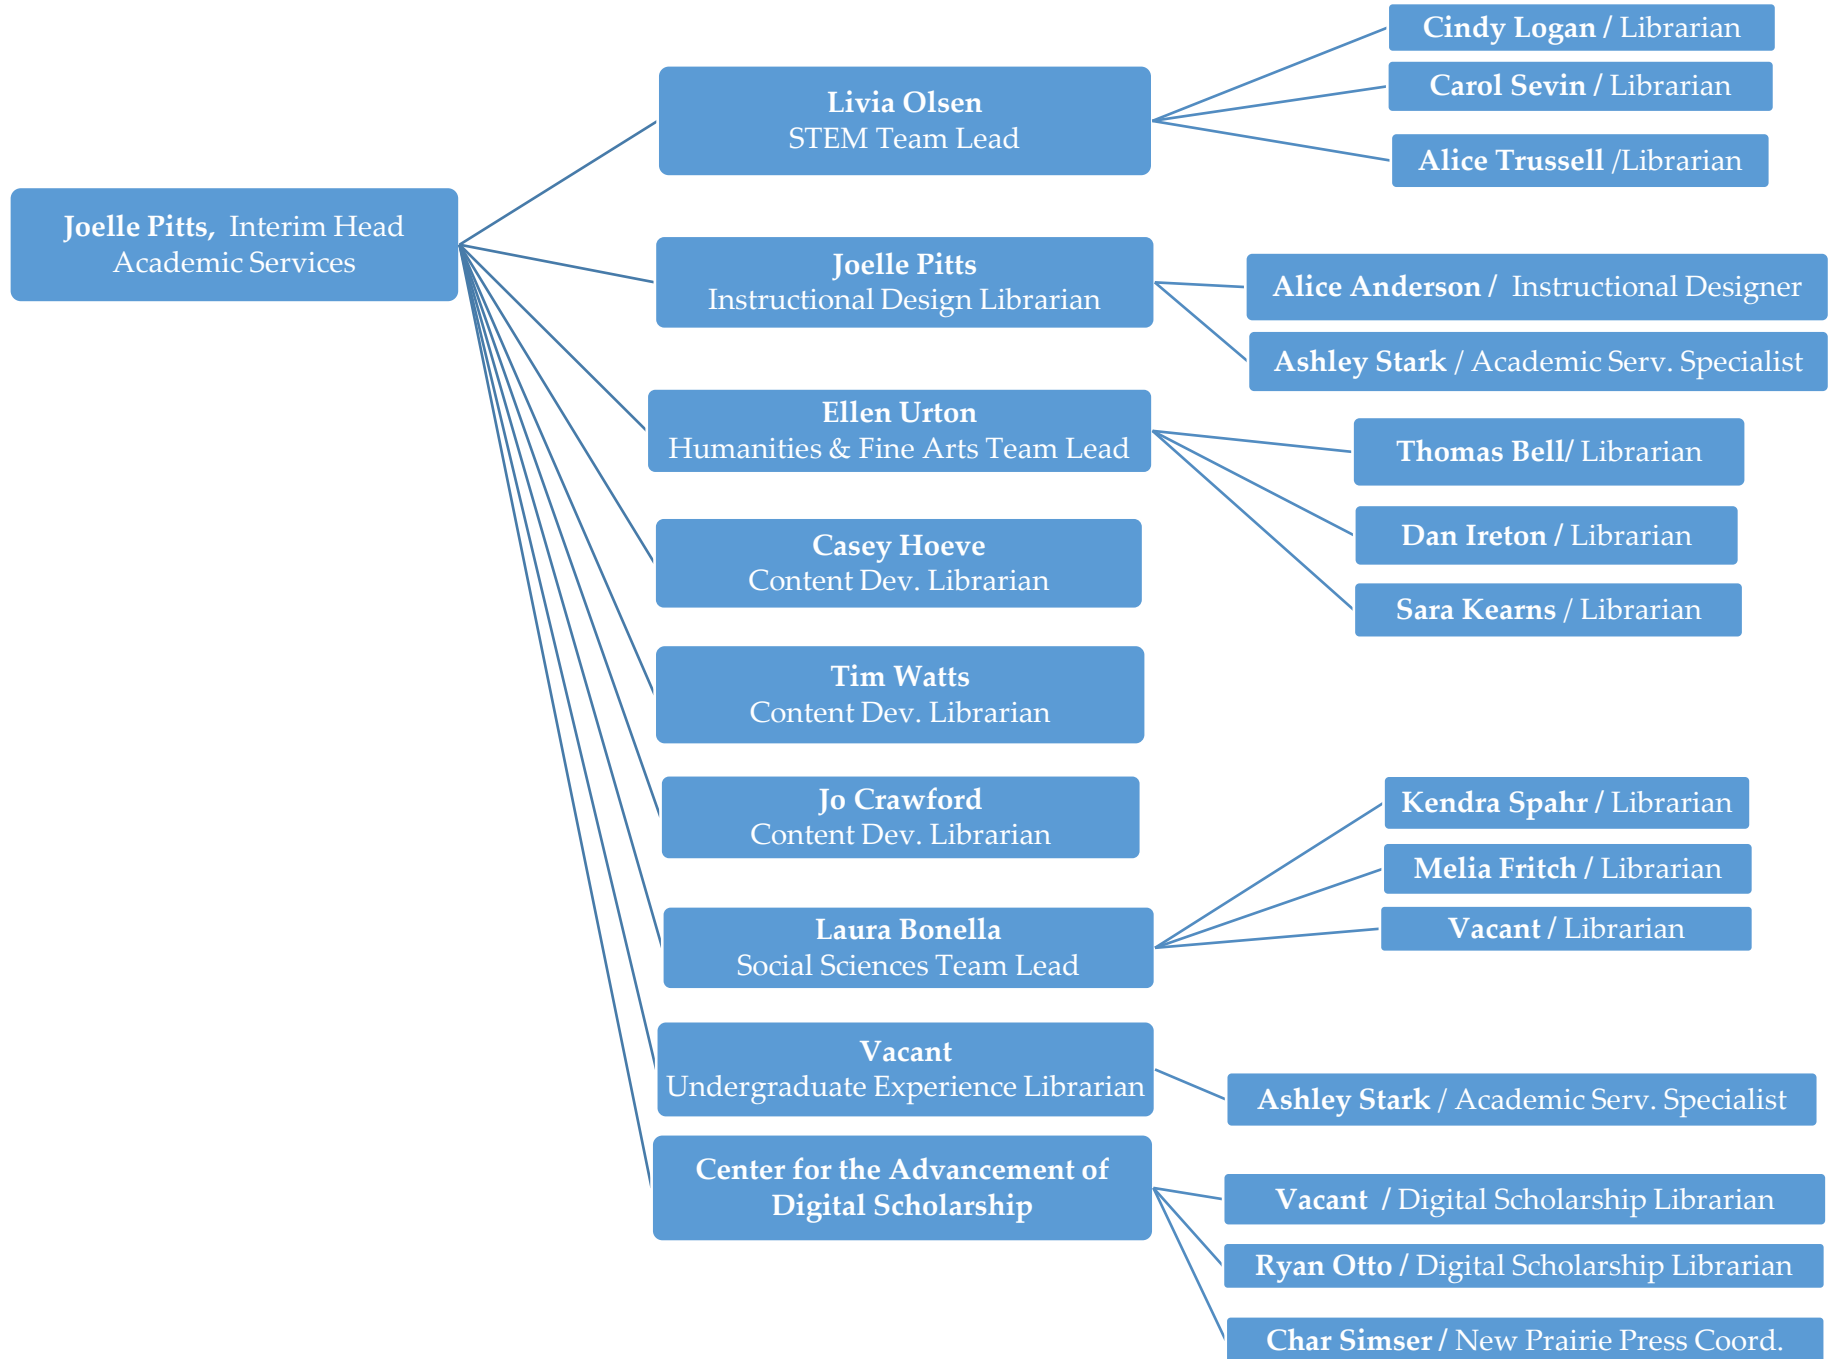 Joelle Pitts, Interim Head
Academic Services
Livia Olsen
STEM Team Lead
Cindy Logan / Librarian
Carol Sevin / Librarian
Alice Trussell /Librarian
Joelle Pitts
Instructional Design Librarian
Alice Anderson / Instructional Designer
Ashley Stark / Academic Serv. Specialist
Ellen Urton
Humanities & Fine Arts Team Lead
Thomas Bell/ Librarian
Dan Ireton / Librarian
Sara Kearns / Librarian
Casey Hoeve
Content Dev. Librarian
Tim Watts
Content Dev. Librarian
Jo Crawford
Content Dev. Librarian
Laura Bonella
Social Sciences Team Lead
Kendra Spahr / Librarian
Melia Fritch / Librarian
Vacant / Librarian
Vacant
Undergraduate Experience Librarian
Ashley Stark / Academic Serv. Specialist
Center for the Advancement of
Digital Scholarship
Vacant / Digital Scholarship Librarian
Ryan Otto / Digital Scholarship Librarian
Char Simser / New Prairie Press Coord.